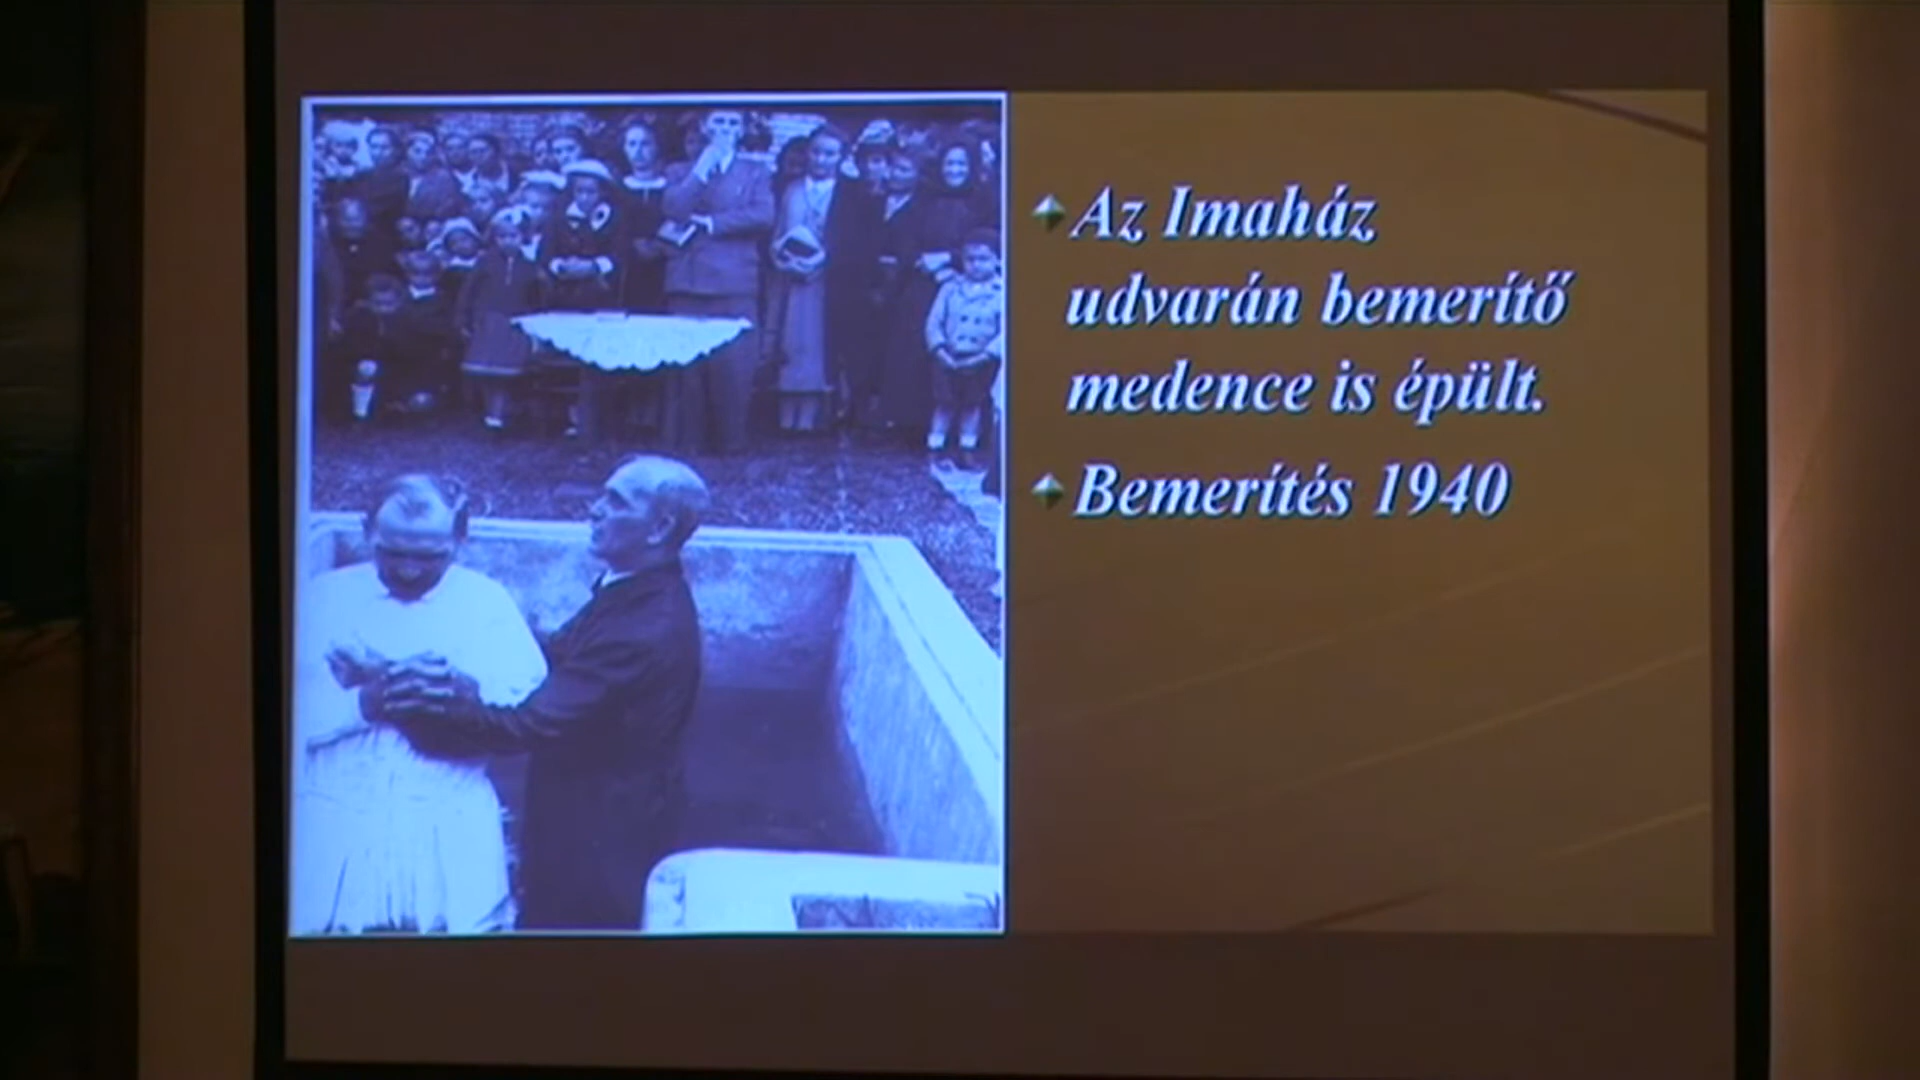 Az Imaház
udvarán bemerítő
medence is épült.
Bemerítés 1940